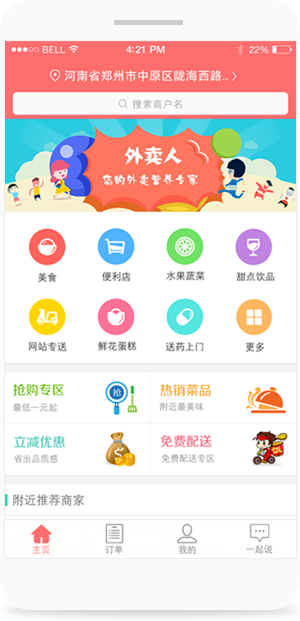 BELL 4:21 PM 22%
河南省郑州市中原区陇海西路..
搜索商户名
外卖人
您的外卖营养专家
美食 便利店 水果蔬菜 甜点饮品
网站专送 鲜花蛋糕 送药上门 更多
抢购专区 抢 热销菜品
最低一元起 附近最美味
立减优惠 免费配送
省出品质感 免费配送专区
附近推荐商家
主页 订单 我的 一起说